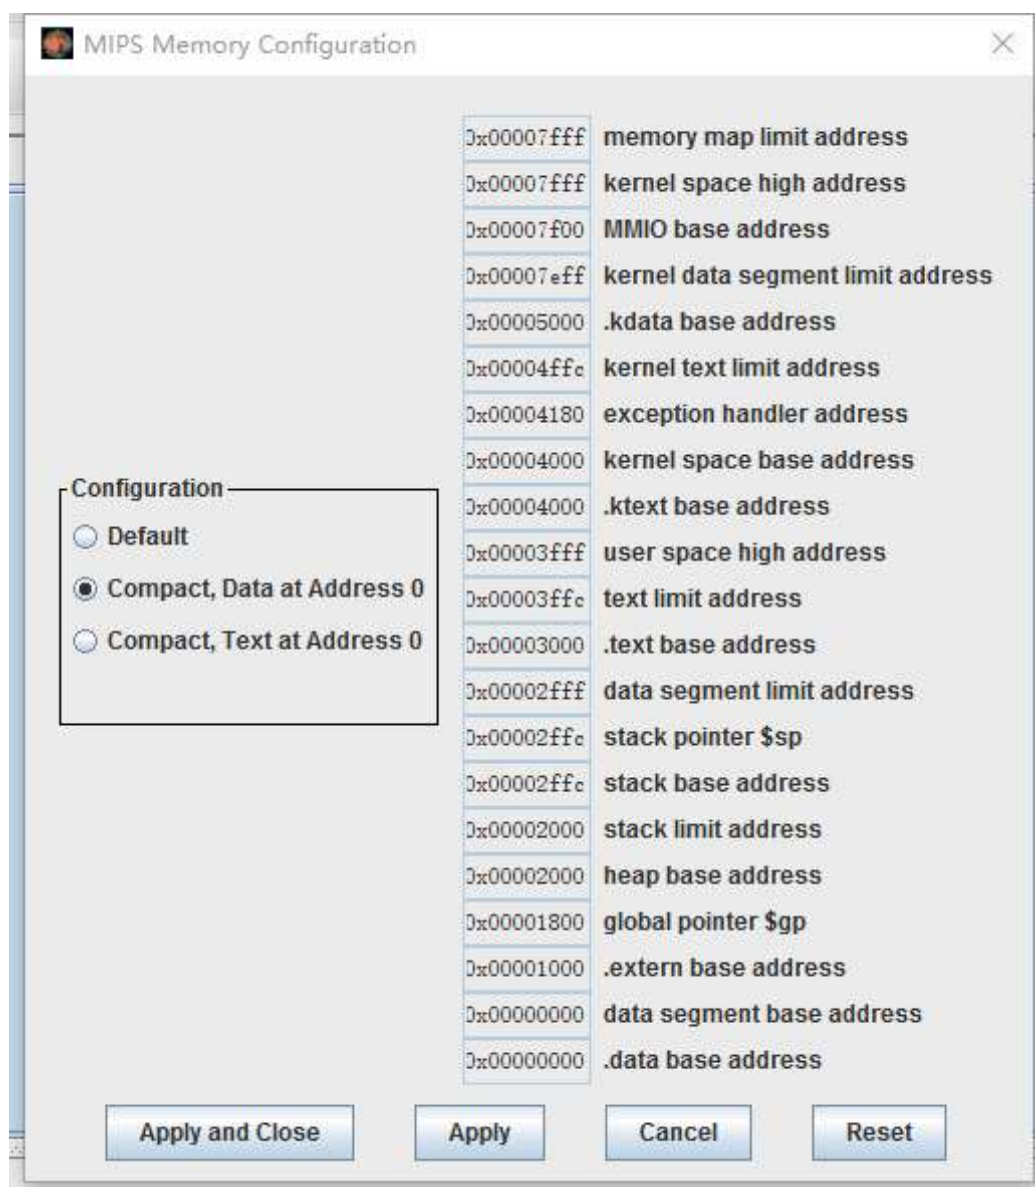 MIPS Memory Configuration
0x00007fff memory map limit address
0x00007fff kernel space high address
0x00007f00 MMIO base address
0x00007eff kernel data segment limit address
0x00005000 .kdata base address
0x00004ffc kernel text limit address
0x00004180 exception handler address
0x00004000 kernel space base address
0x00004000 .ktext base address
0x00003fff user space high address
0x00003ffc text limit address
0x00003000 .text base address
0x00002fff data segment limit address
0x00002ffc stack pointer $sp
0x00002ffc stack base address
0x00002000 stack limit address
0x00002000 heap base address
0x00001800 global pointer $gp
0x00001000 .extern base address
0x00000000 data segment base address
0x00000000 .data base address
Configuration
Default
Compact, Data at Address 0
Compact, Text at Address 0
Apply and Close Apply Cancel Reset